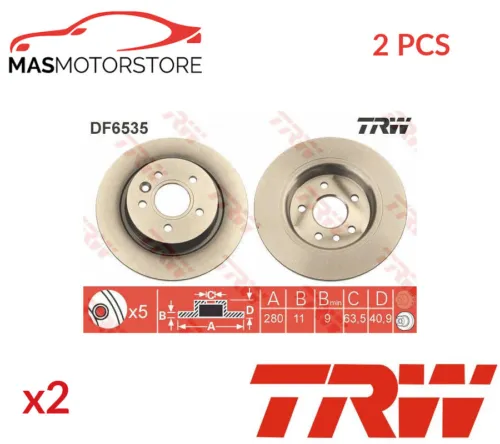 MASMOTORSTORE
2 PCS
DF6535
TRW
x5
B
C
A
D
A B Bmin C D
280 11 9 63,5 40,9
x2
TRW